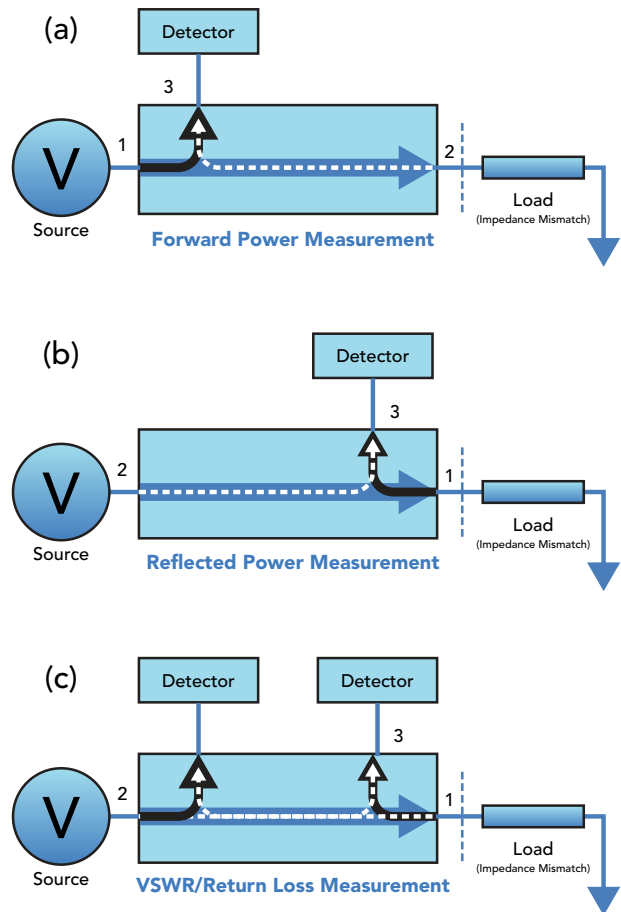 (a)
Detector
3
1
V
2
Source
Load
(Impedance Mismatch)
Forward Power Measurement
(b)
Detector
3
2
V
1
Source
Load
(Impedance Mismatch)
Reflected Power Measurement
(c)
Detector
Detector
3
2
V
1
Source
Load
(Impedance Mismatch)
VSWR/Return Loss Measurement